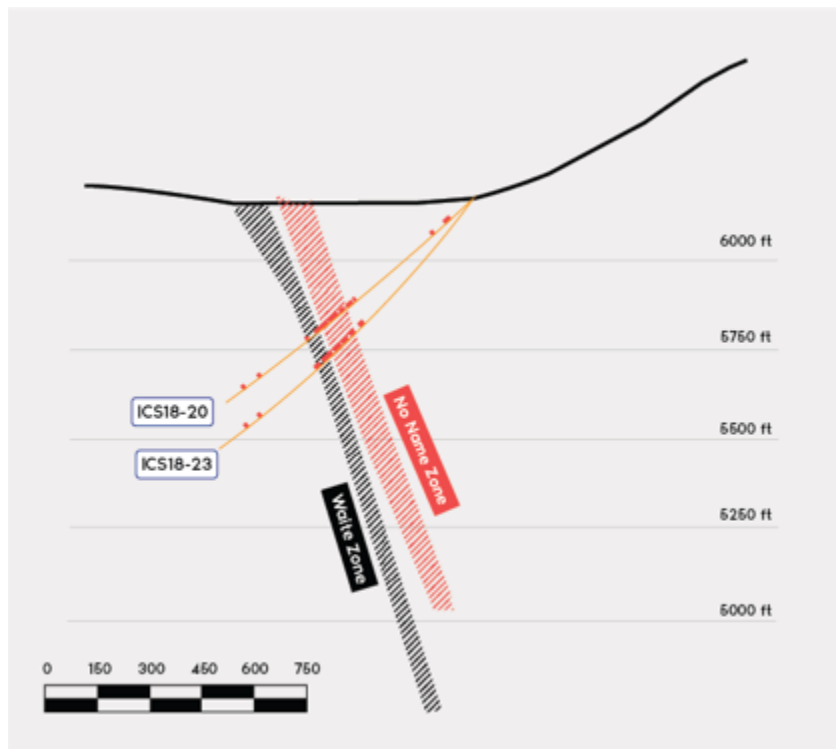 6000 ft
5750 ft
ICS18-20
No Name Zone
5500 ft
ICS18-23
Waite Zone
5250 ft
5000 ft
0 150 300 450 600 750